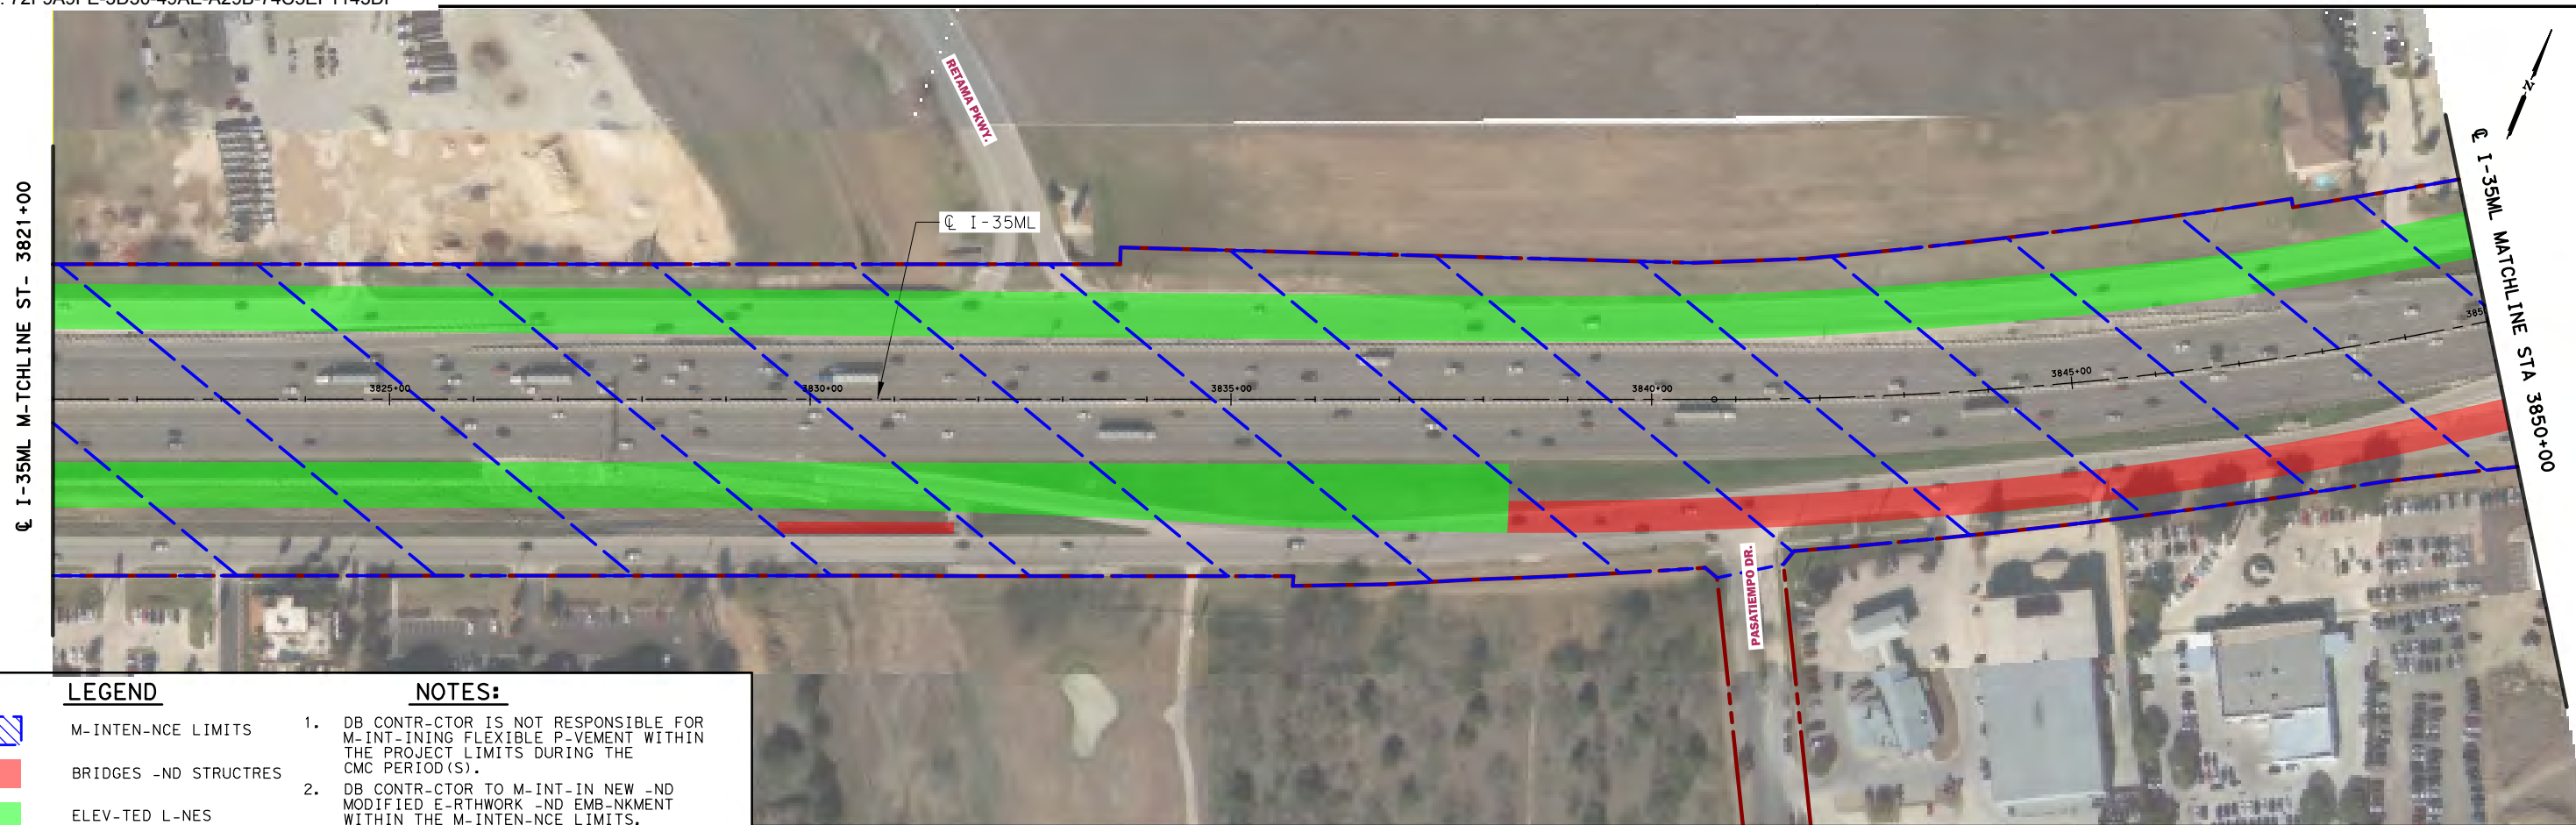 RETAMA PKWY.
℄ I-35ML
℄ I-35ML M-TCHLINE ST- 3821+00
℄ I-35ML MATCHLINE STA 3850+00
N
3825+00
3830+00
3835+00
3840+00
3845+00
385
PASATIEMPO DR.
LEGEND
M-INTEN-NCE LIMITS
BRIDGES -ND STRUCTRES
ELEV-TED L-NES
NOTES:
1. DB CONTR-CTOR IS NOT RESPONSIBLE FOR
M-INT-INING FLEXIBLE P-VEMENT WITHIN
THE PROJECT LIMITS DURING THE
CMC PERIOD(S).
2. DB CONTR-CTOR TO M-INT-IN NEW -ND
MODIFIED E-RTHWORK -ND EMB-NKMENT
WITHIN THE M-INTEN-NCE LIMITS.